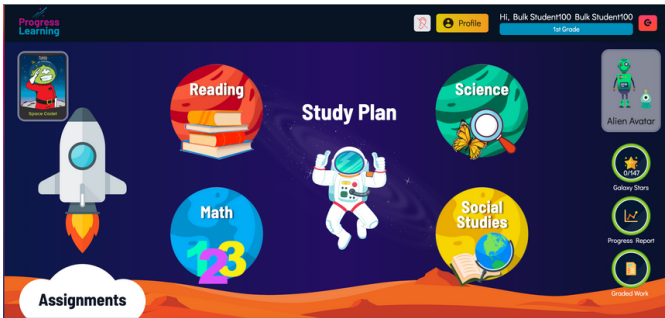 Progress
Learning
Profile
Hi, Bulk Student100 Bulk Student100
1st Grade
Space Cadet
Reading
Study Plan
Science
Alien Avatar
0/147
Galaxy Stars
Math
123
Social
Studies
Progress Report
Graded Work
Assignments